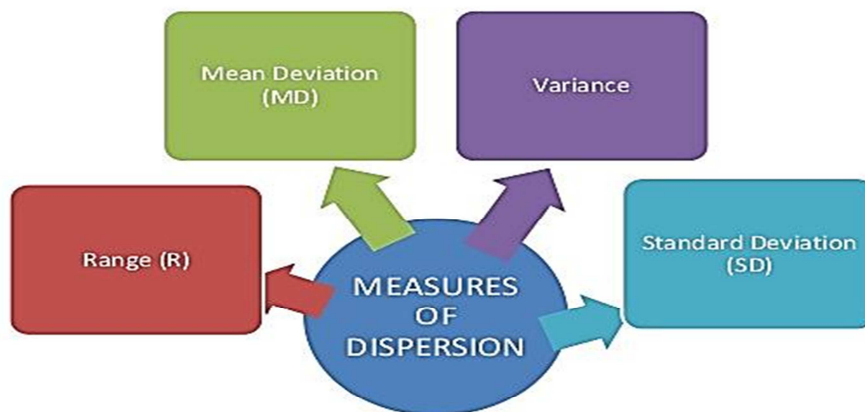 Mean Deviation
(MD)
Variance
Range (R)
Standard Deviation
(SD)
MEASURES
OF
DISPERSION